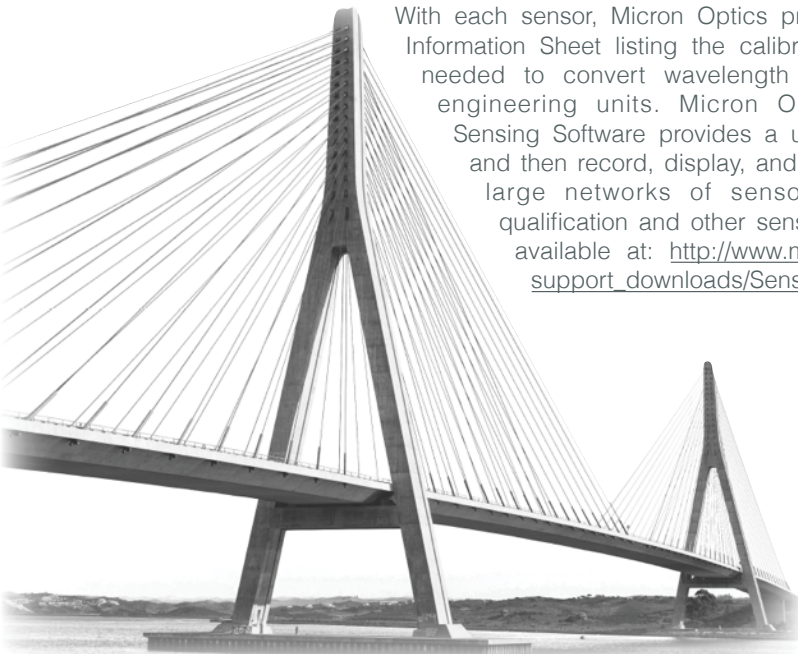 With each sensor, Micron Optics
Information Sheet listing the
needed to convert wavelength
engineering units. Micron
Sensing Software provides a
and then record, display, and
large networks of
qualification and other
available at: